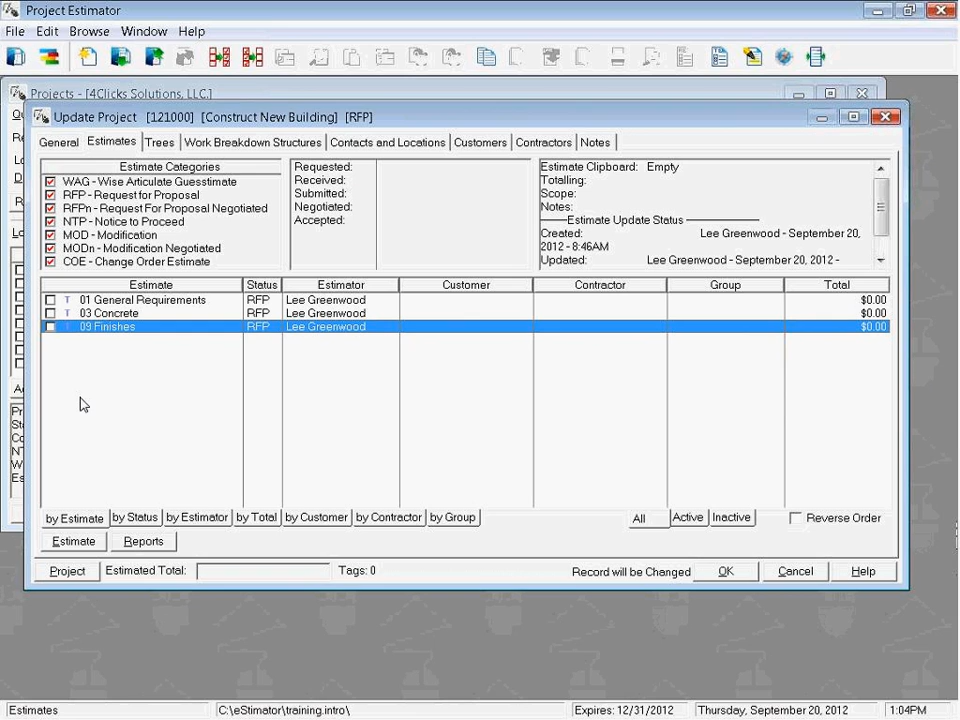 Project Estimator
File Edit Browse Window Help
Projects - [4Clicks Solutions, LLC.]
Update Project [121000] [Construct New Building] [RFP]
General Estimates Trees Work Breakdown Structures Contacts and Locations Customers Contractors Notes
Estimate Categories
WAG - Wise Articulate Guesstimate
RFP - Request for Proposal
RFPn - Request For Proposal Negotiated
NTP - Notice to Proceed
MOD - Modification
MODn - Modification Negotiated
COE - Change Order Estimate
Requested:
Received:
Submitted:
Negotiated:
Accepted:
Estimate Clipboard: Empty
Totalling:
Scope:
Notes:
Estimate Update Status
Created: Lee Greenwood - September 20,
2012 - 8:46AM
Updated: Lee Greenwood - September 20, 2012 -
Estimate Status Estimator Customer Contractor Group Total
T 01 General Requirements RFP Lee Greenwood $0.00
T 03 Concrete RFP Lee Greenwood $0.00
T 09 Finishes RFP Lee Greenwood $0.00
by Estimate by Status by Estimator by Total by Customer by Contractor by Group All Active Inactive Reverse Order
Estimate Reports
Project Estimated Total: Tags: 0 Record will be Changed OK Cancel Help
Estimates C:\eStimator\training.intro\ Expires: 12/31/2012 Thursday, September 20, 2012 1:04PM